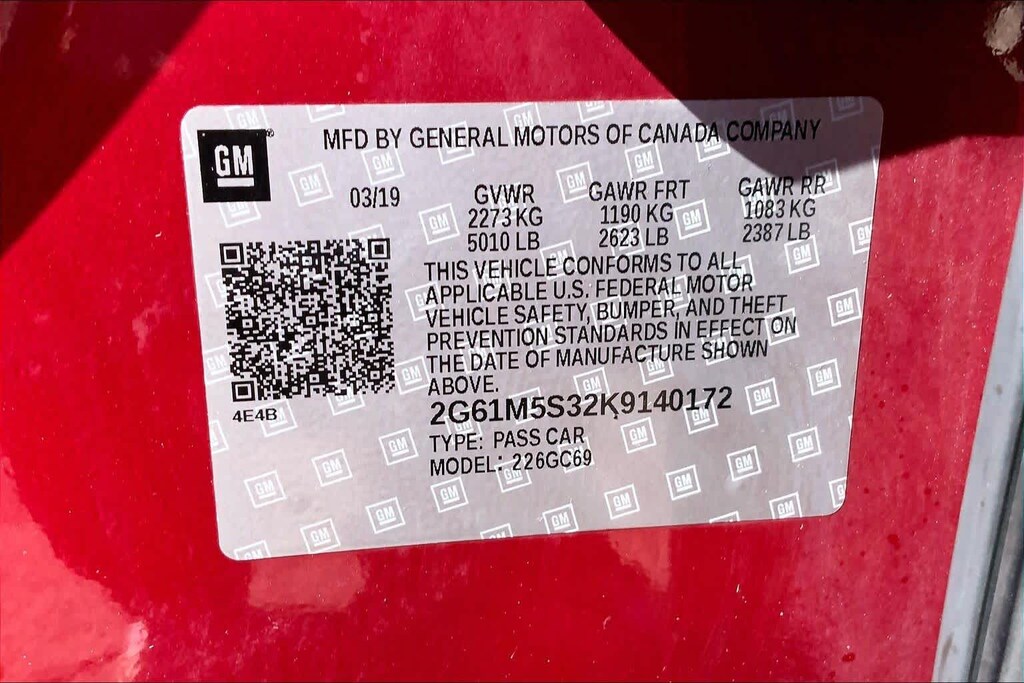 GM
MFD BY GENERAL MOTORS OF CANADA COMPANY
03/19
GVWR GAWR FRT GAWR RR
2273 KG 1190 KG 1083 KG
5010 LB 2623 LB 2387 LB
THIS VEHICLE CONFORMS TO ALL
APPLICABLE U.S. FEDERAL MOTOR
VEHICLE SAFETY, BUMPER, AND THEFT
PREVENTION STANDARDS IN EFFECT ON
THE DATE OF MANUFACTURE SHOWN
ABOVE.
4E4B
2G61M5S32K9140172
TYPE: PASS CAR
MODEL: 226GC69